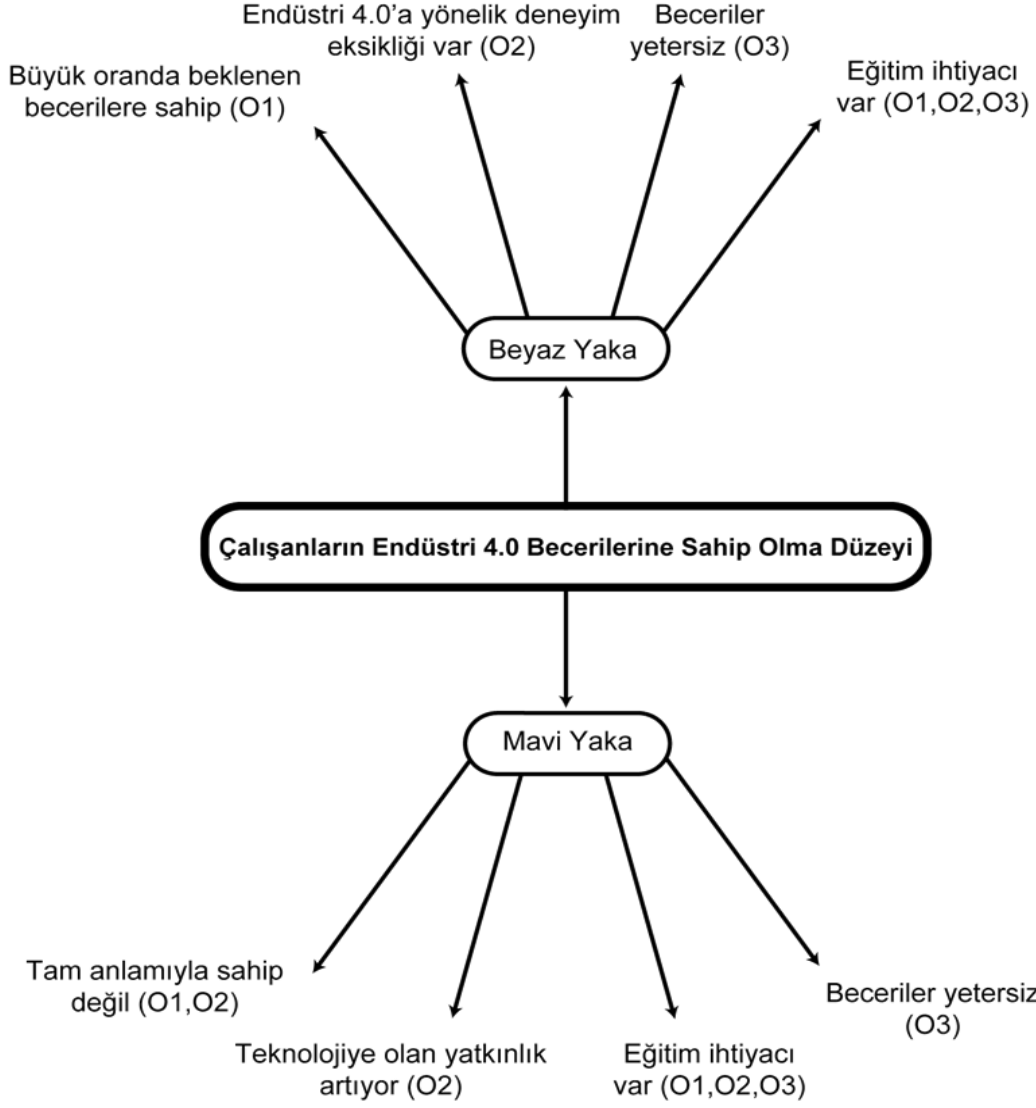 Büyük oranda beklenen
becerilere sahip (O1)
Endüstri 4.0’a yönelik deneyim
eksikliği var (O2)
Beceriler
yetersiz (O3)
Eğitim ihtiyacı
var (O1,O2,O3)
Beyaz Yaka
Çalışanların Endüstri 4.0 Becerilerine Sahip Olma Düzeyi
Mavi Yaka
Tam anlamıyla sahip
değil (O1,O2)
Teknolojiye olan yatkınlık
artıyor (O2)
Eğitim ihtiyacı
var (O1,O2,O3)
Beceriler yetersiz
(O3)